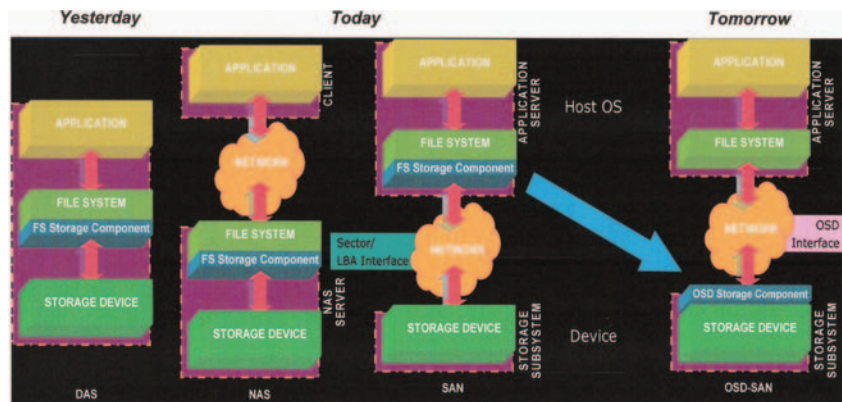 Yesterday
Today
Tomorrow
APPLICATION
FILE SYSTEM
FS Storage Component
STORAGE DEVICE
DAS
APPLICATION
CLIENT
NETWORK
FILE SYSTEM
FS Storage Component
STORAGE DEVICE
NAS
SERVER
NAS
APPLICATION
FILE SYSTEM
FS Storage Component
APPLICATION
SERVER
Sector/
LBA Interface
NETWORK
STORAGE DEVICE
STORAGE
SUBSYSTEM
SAN
Host OS
Device
APPLICATION
FILE SYSTEM
APPLICATION
SERVER
NETWORK
OSD
Interface
OSD Storage Component
STORAGE DEVICE
STORAGE
SUBSYSTEM
OSD-SAN